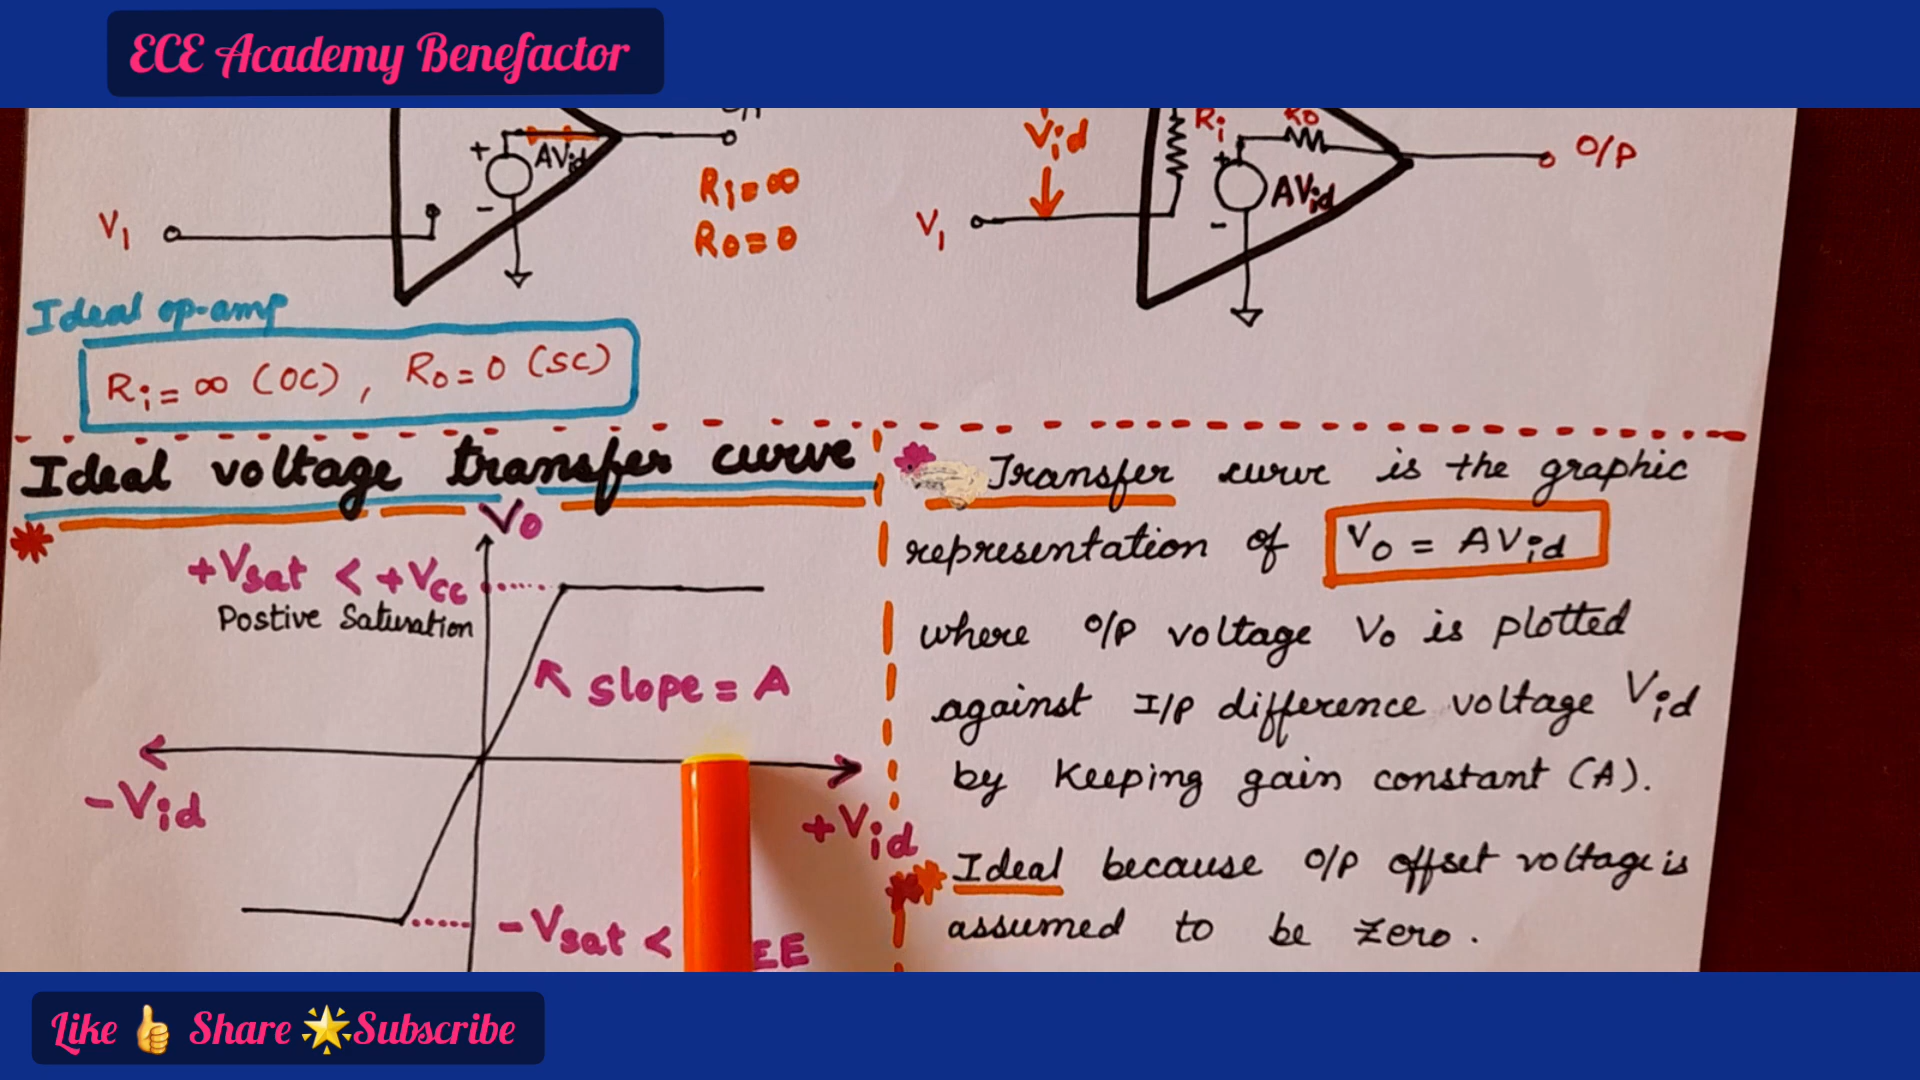 ECE Academy Benefactor
+
AVid
-
V1
Ri=∞
Ro=0
Vid
Ri
Ro
+
AVid
-
V1
O/P
Ideal op-amp
Ri=∞ (OC), Ro=0 (SC)
Ideal voltage transfer curve
Vo
+Vsat < +Vcc
Postive Saturation
slope = A
-Vid
+Vid
-Vsat < EE
Transfer curve is the graphic
representation of Vo = AVid
where O/P voltage Vo is plotted
against I/P difference voltage Vid
by Keeping gain constant (A).
Ideal because O/P offset voltage is
assumed to be zero.
Like 👍 Share 🌟Subscribe